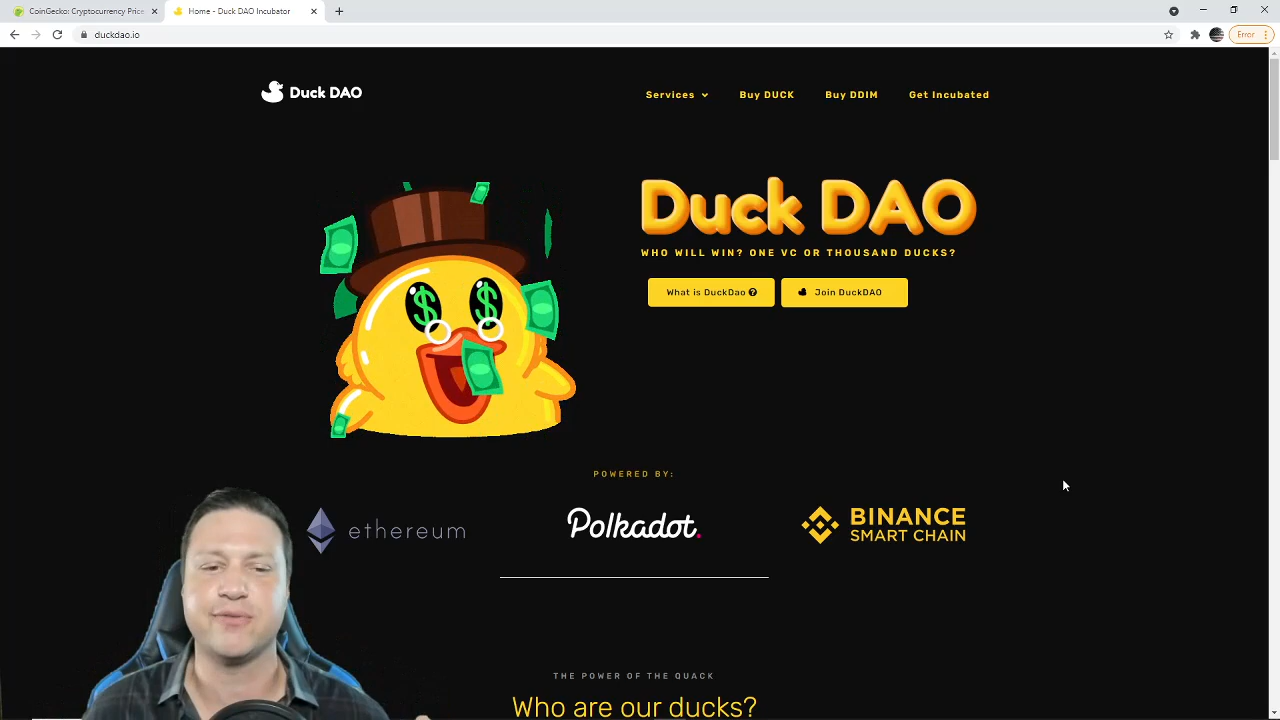 CoinGecko: Cryptocurrency Price
Home - Duck DAO Incubator
duckdao.io
Error
Duck DAO
Services
Buy DUCK
Buy DDIM
Get Incubated
Duck DAO
WHO WILL WIN? ONE VC OR THOUSAND DUCKS?
What is DuckDao
Join DuckDAO
POWERED BY:
ethereum
Polkadot.
BINANCE
SMART CHAIN
THE POWER OF THE QUACK
Who are our ducks?